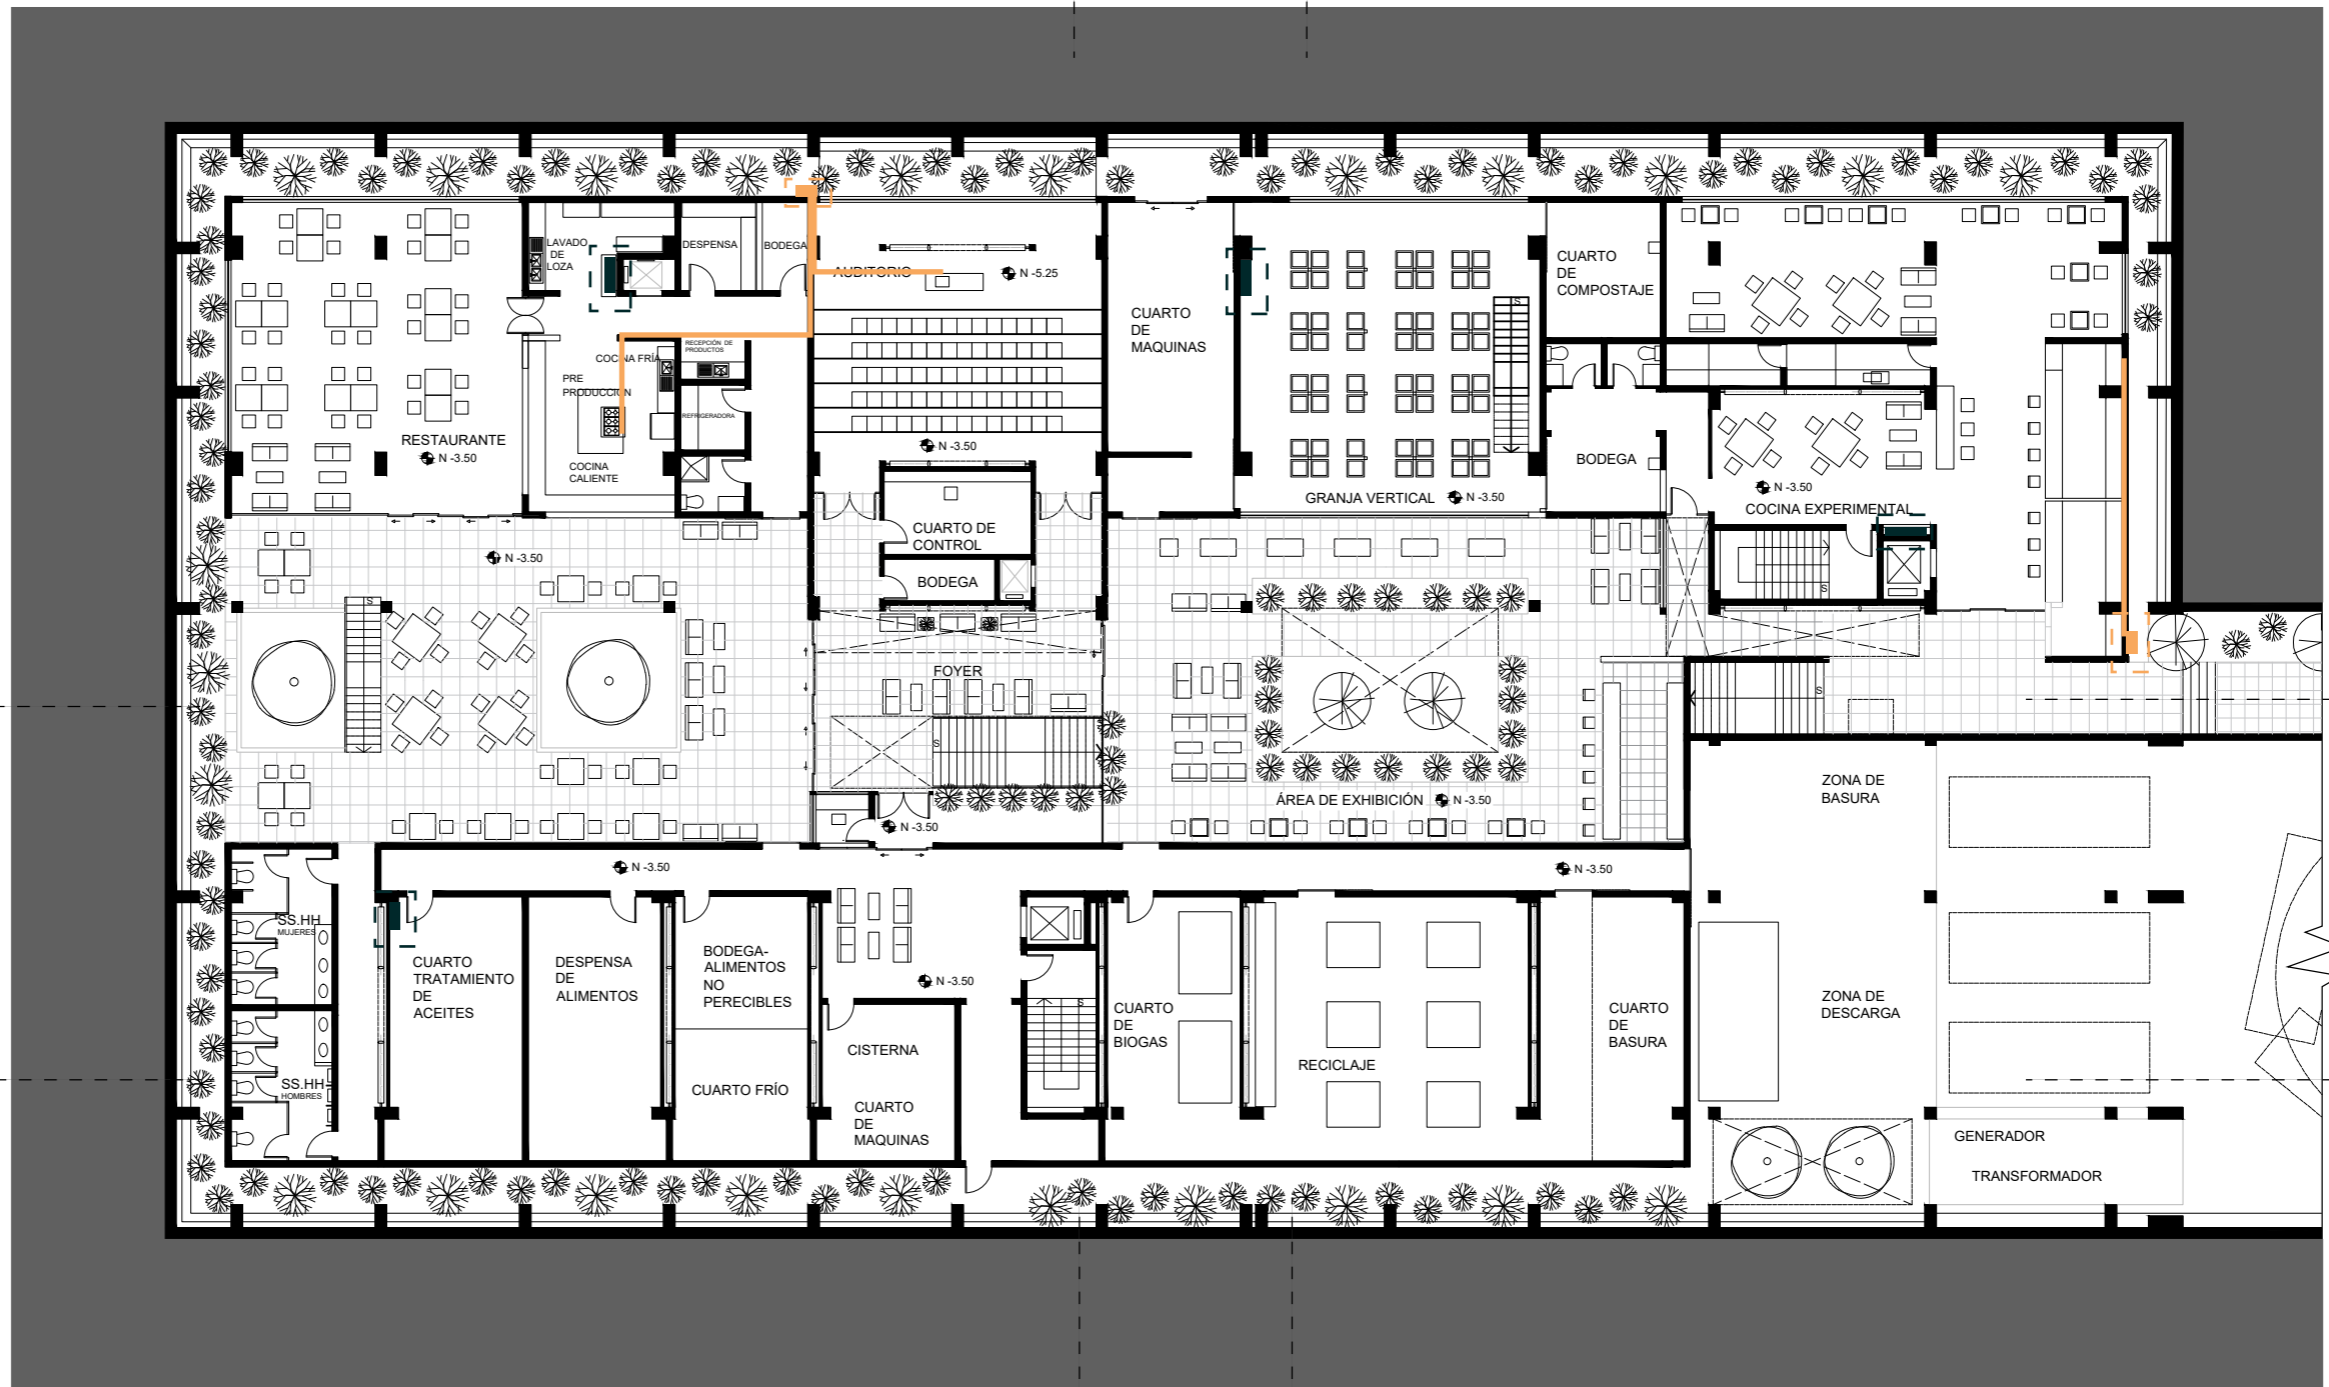 LAVADO
DE
LOZA
DESPENSA
BODEGA
AUDITORIO
N -5.25
CUARTO
DE
MAQUINAS
S
CUARTO
DE
COMPOSTAJE
RECEPCIÓN DE
PRODUCTOS
COCINA FRÍA
PRE
PRODUCCIÓN
REFRIGERADORA
RESTAURANTE
N -3.50
COCINA
CALIENTE
N -3.50
GRANJA VERTICAL
N -3.50
BODEGA
N -3.50
COCINA EXPERIMENTAL
CUARTO DE
CONTROL
BODEGA
N -3.50
S
S
FOYER
S
S
ÁREA DE EXHIBICIÓN
N -3.50
N -3.50
ZONA DE
BASURA
N -3.50
N -3.50
SS.HH
MUJERES
CUARTO
TRATAMIENTO
DE
ACEITES
DESPENSA
DE
ALIMENTOS
BODEGA-
ALIMENTOS
NO
PERECIBLES
N -3.50
S
CUARTO
DE
BIOGAS
RECICLAJE
CUARTO
DE
BASURA
ZONA DE
DESCARGA
CISTERNA
CUARTO FRÍO
CUARTO
DE
MAQUINAS
SS.HH
HOMBRES
GENERADOR
TRANSFORMADOR